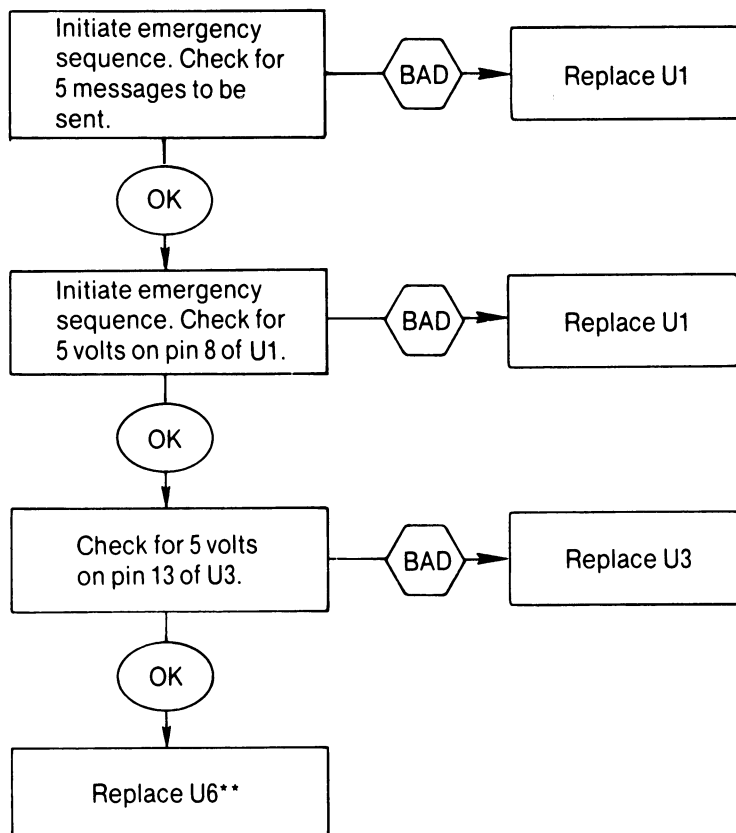 Initiate emergency
sequence. Check for
5 messages to be
sent.
BAD
Replace U1
OK
Initiate emergency
sequence. Check for
5 volts on pin 8 of U1.
BAD
Replace U1
OK
Check for 5 volts
on pin 13 of U3.
BAD
Replace U3
OK
Replace U6**